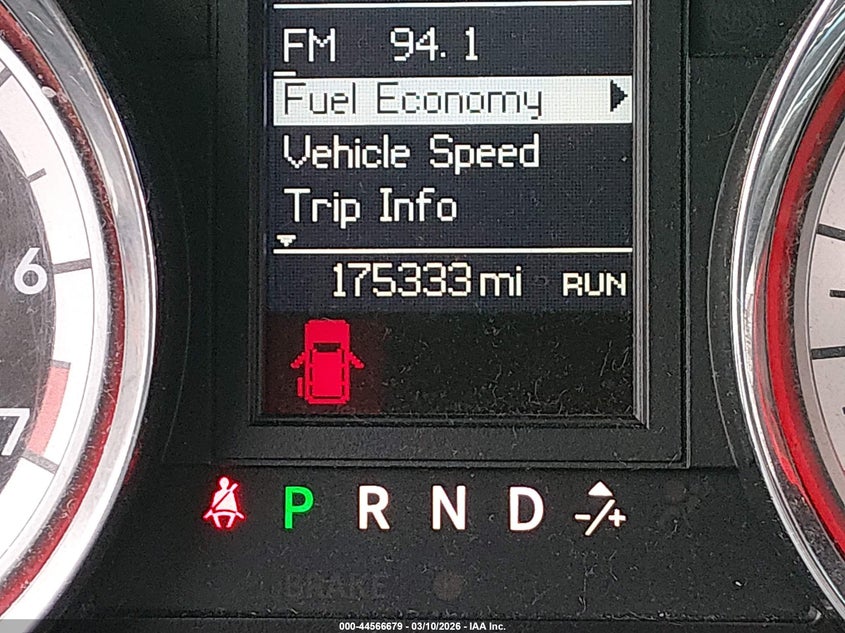 FM 94.1
Fuel Economy
Vehicle Speed
Trip Info
6
175333 mi RUN
7
P R N D -/+
BRAKE
000-44566679 - 03/10/2026 - IAA Inc.